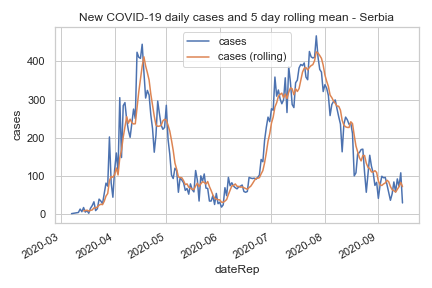 New COVID-19 daily cases and 5 day rolling mean - Serbia
cases
cases (rolling)
cases
400
300
200
100
0
2020-03
2020-04
2020-05
2020-06
2020-07
2020-08
2020-09
dateRep